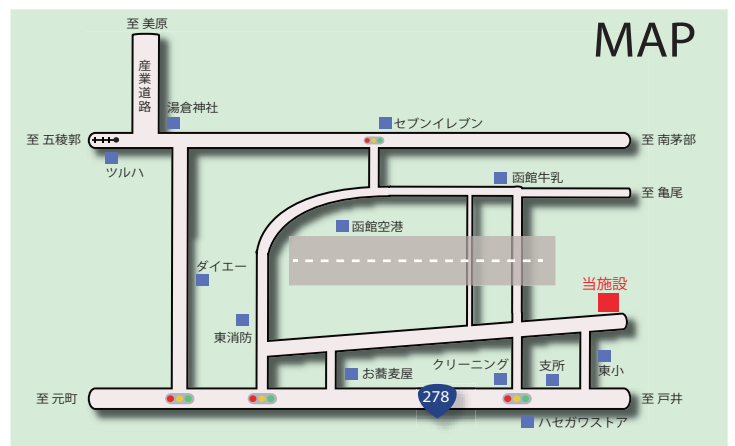 至 美原
MAP
産業道路
湯倉神社
セブンイレブン
至 五稜郭
至 南茅部
ツルハ
函館牛乳
至 亀尾
函館空港
ダイエー
当施設
東消防
クリーニング
支所
東小
お蕎麦屋
至 元町
278
至 戸井
ハセガワストア